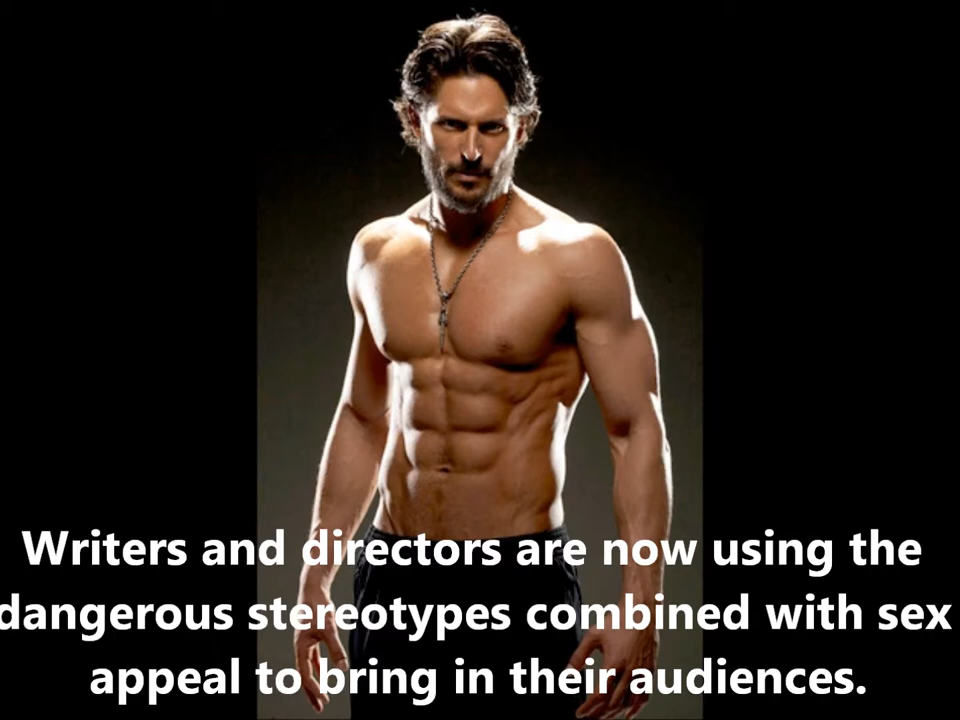 Writers and directors are now using the
dangerous stereotypes combined with sex
appeal to bring in their audiences.